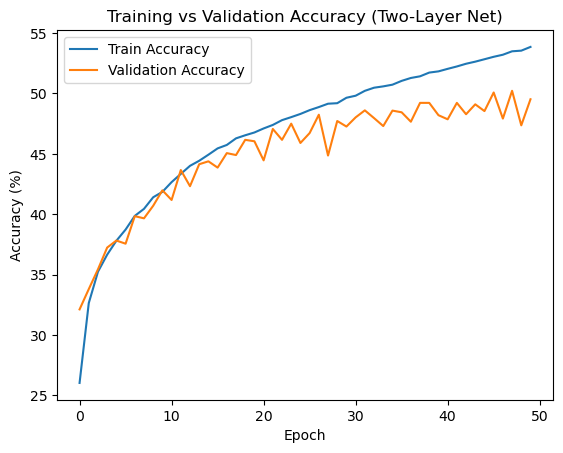 Training vs Validation Accuracy (Two-Layer Net)
Train Accuracy
Validation Accuracy
Accuracy (%)
55
50
45
40
35
30
25
0 10 20 30 40 50
Epoch